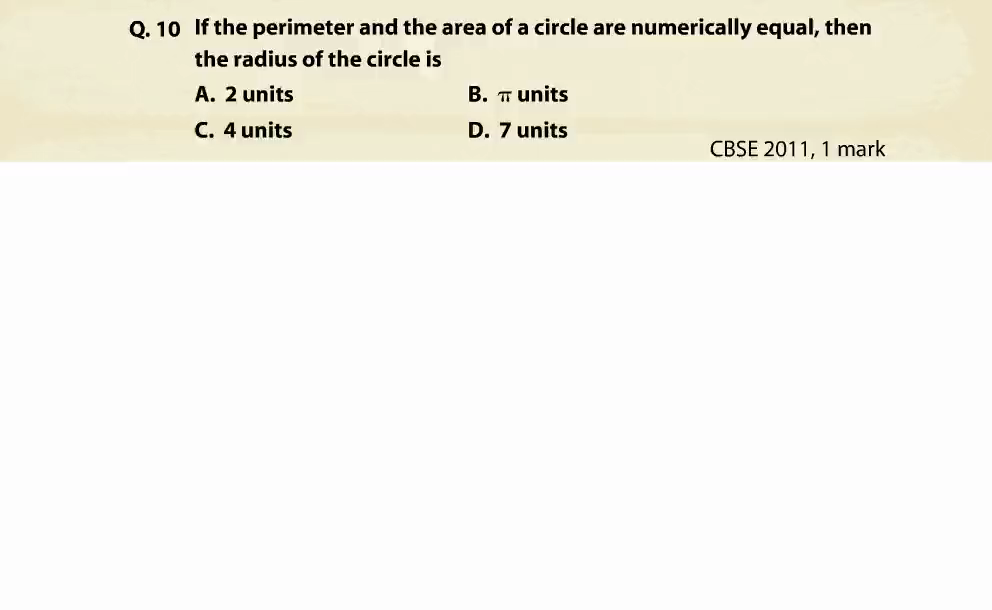 Q. 10 If the perimeter and the area of a circle are numerically equal, then
the radius of the circle is
A. 2 units B. π units
C. 4 units D. 7 units
CBSE 2011, 1 mark